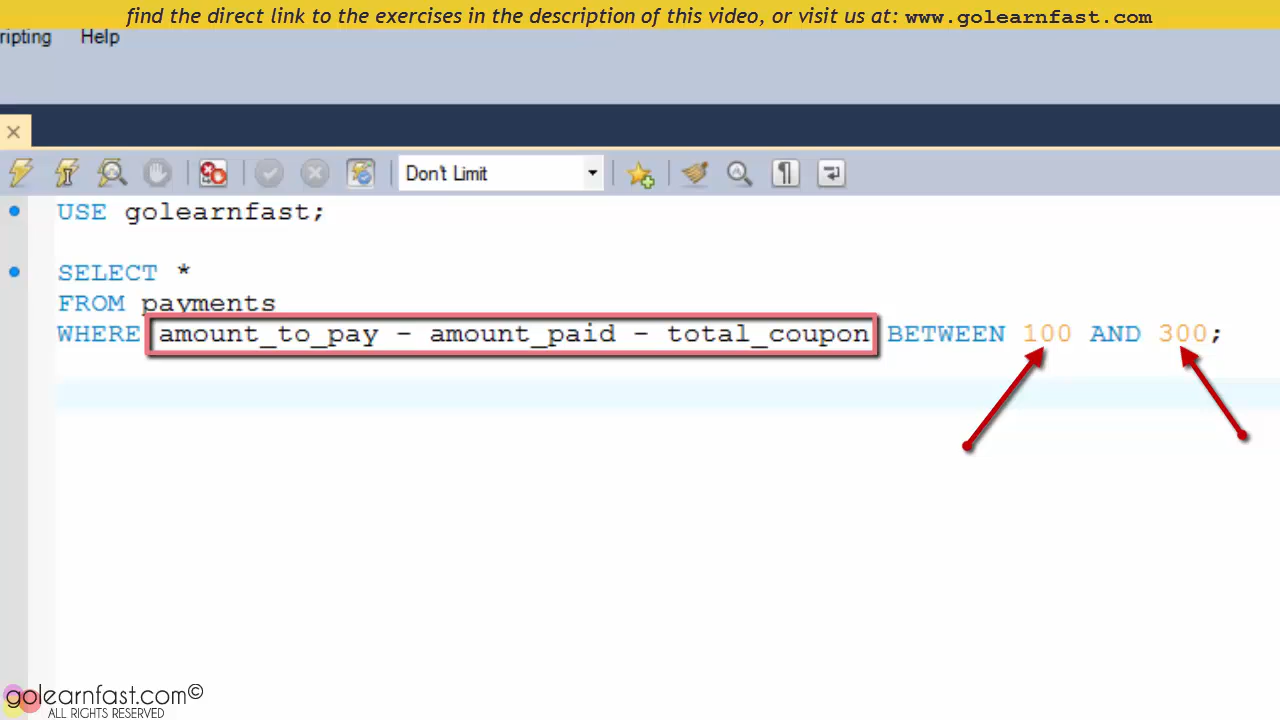 find the direct link to the exercises in the description of this video, or visit us at: www.golearnfast.com
ripting Help
Don't Limit
USE golearnfast;
SELECT *
FROM payments
WHERE amount_to_pay - amount_paid - total_coupon BETWEEN 100 AND 300;
golearnfast.com©
ALL RIGHTS RESERVED